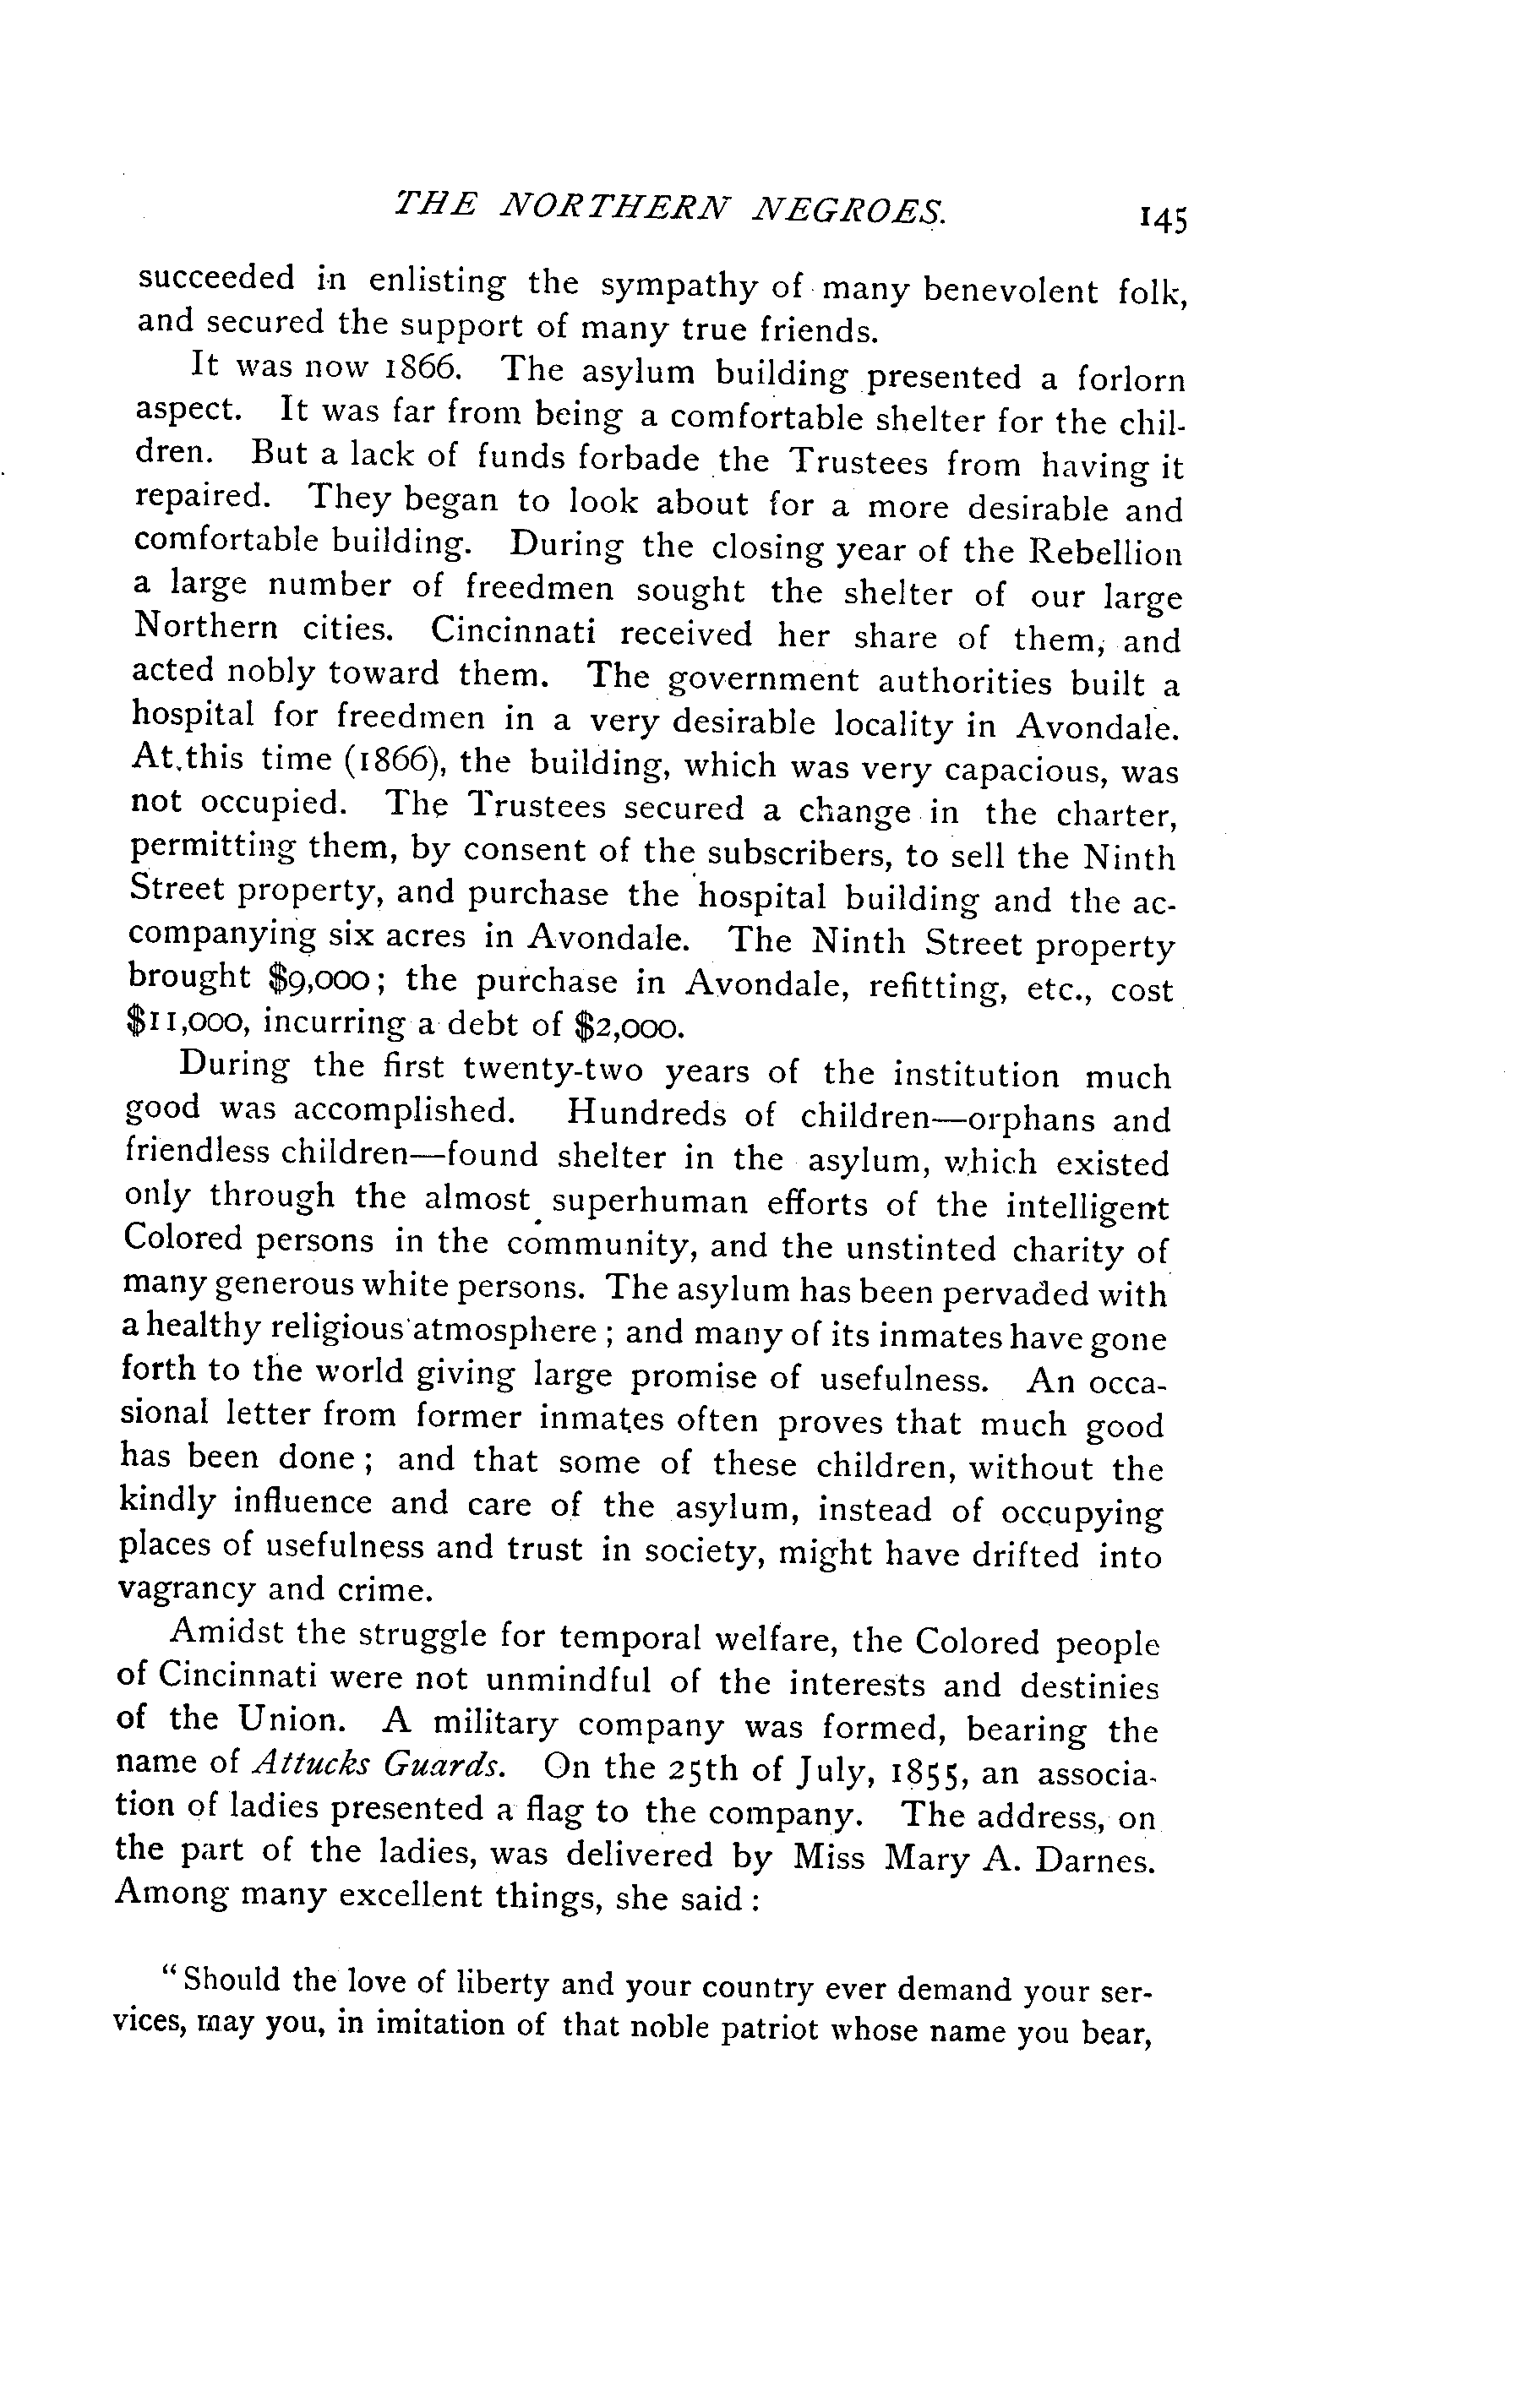 THE NORTHERN NEGROES. 145
succeeded in enlisting the sympathy of many benevolent folk,
and secured the support of many true friends.
It was now 1866. The asylum building presented a forlorn
aspect. It was far from being a comfortable shelter for the chil-
dren. But a lack of funds forbade the Trustees from having it
repaired. They began to look about for a more desirable and
comfortable building. During the closing year of the Rebellion
a large number of freedmen sought the shelter of our large
Northern cities. Cincinnati received her share of them, and
acted nobly toward them. The government authorities built a
hospital for freedmen in a very desirable locality in Avondale.
At this time (1866), the building, which was very capacious, was
not occupied. The Trustees secured a change in the charter,
permitting them, by consent of the subscribers, to sell the Ninth
Street property, and purchase the hospital building and the ac-
companying six acres in Avondale. The Ninth Street property
brought $9,000; the purchase in Avondale, refitting, etc., cost
$11,000, incurring a debt of $2,000.
During the first twenty-two years of the institution much
good was accomplished. Hundreds of children—orphans and
friendless children—found shelter in the asylum, which existed
only through the almost superhuman efforts of the intelligent
Colored persons in the community, and the unstinted charity of
many generous white persons. The asylum has been pervaded with
a healthy religious atmosphere; and many of its inmates have gone
forth to the world giving large promise of usefulness. An occa-
sional letter from former inmates often proves that much good
has been done; and that some of these children, without the
kindly influence and care of the asylum, instead of occupying
places of usefulness and trust in society, might have drifted into
vagrancy and crime.
Amidst the struggle for temporal welfare, the Colored people
of Cincinnati were not unmindful of the interests and destinies
of the Union. A military company was formed, bearing the
name of Attucks Guards. On the 25th of July, 1855, an associa-
tion of ladies presented a flag to the company. The address, on
the part of the ladies, was delivered by Miss Mary A. Darnes.
Among many excellent things, she said:
"Should the love of liberty and your country ever demand your ser-
vices, may you, in imitation of that noble patriot whose name you bear,